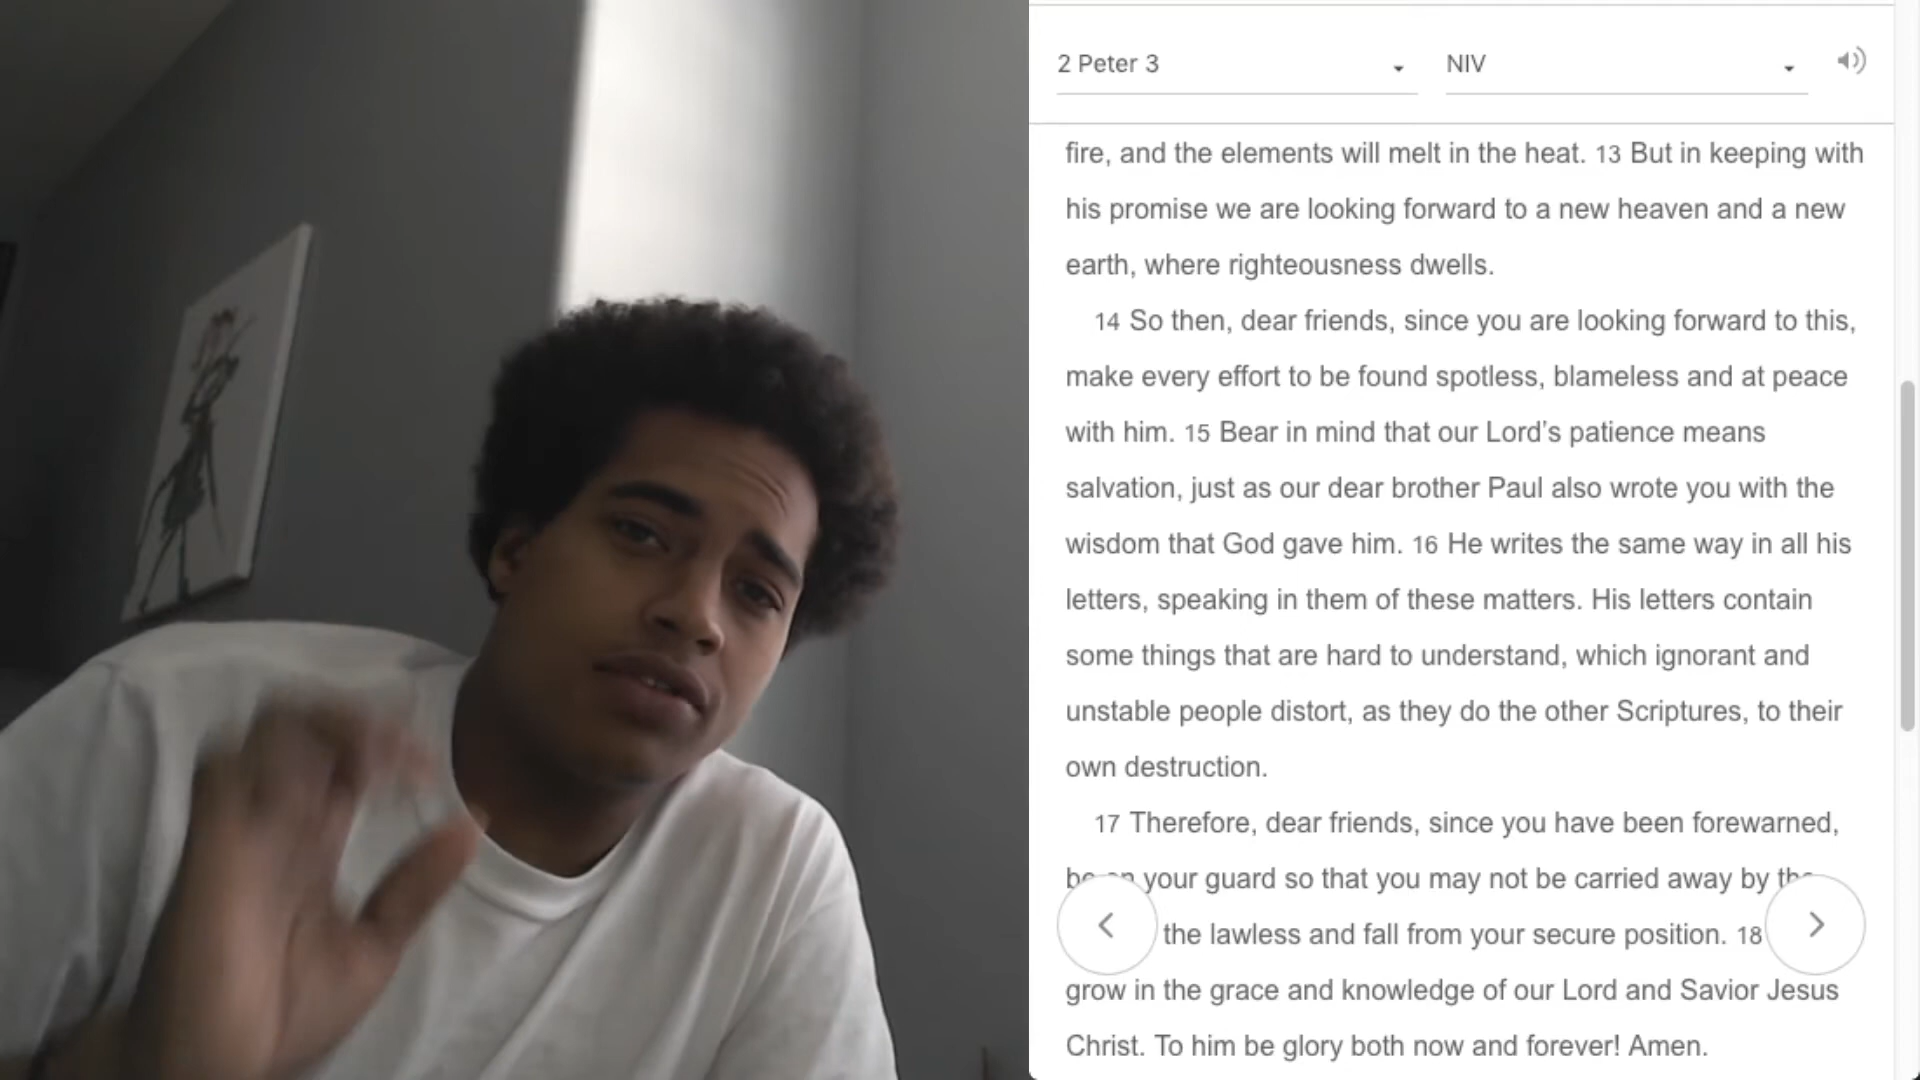 2 Peter 3
NIV
fire, and the elements will melt in the heat. 13 But in keeping with
his promise we are looking forward to a new heaven and a new
earth, where righteousness dwells.
14 So then, dear friends, since you are looking forward to this,
make every effort to be found spotless, blameless and at peace
with him. 15 Bear in mind that our Lord’s patience means
salvation, just as our dear brother Paul also wrote you with the
wisdom that God gave him. 16 He writes the same way in all his
letters, speaking in them of these matters. His letters contain
some things that are hard to understand, which ignorant and
unstable people distort, as they do the other Scriptures, to their
own destruction.
17 Therefore, dear friends, since you have been forewarned,
be on your guard so that you may not be carried away by the
the lawless and fall from your secure position. 18
grow in the grace and knowledge of our Lord and Savior Jesus
Christ. To him be glory both now and forever! Amen.